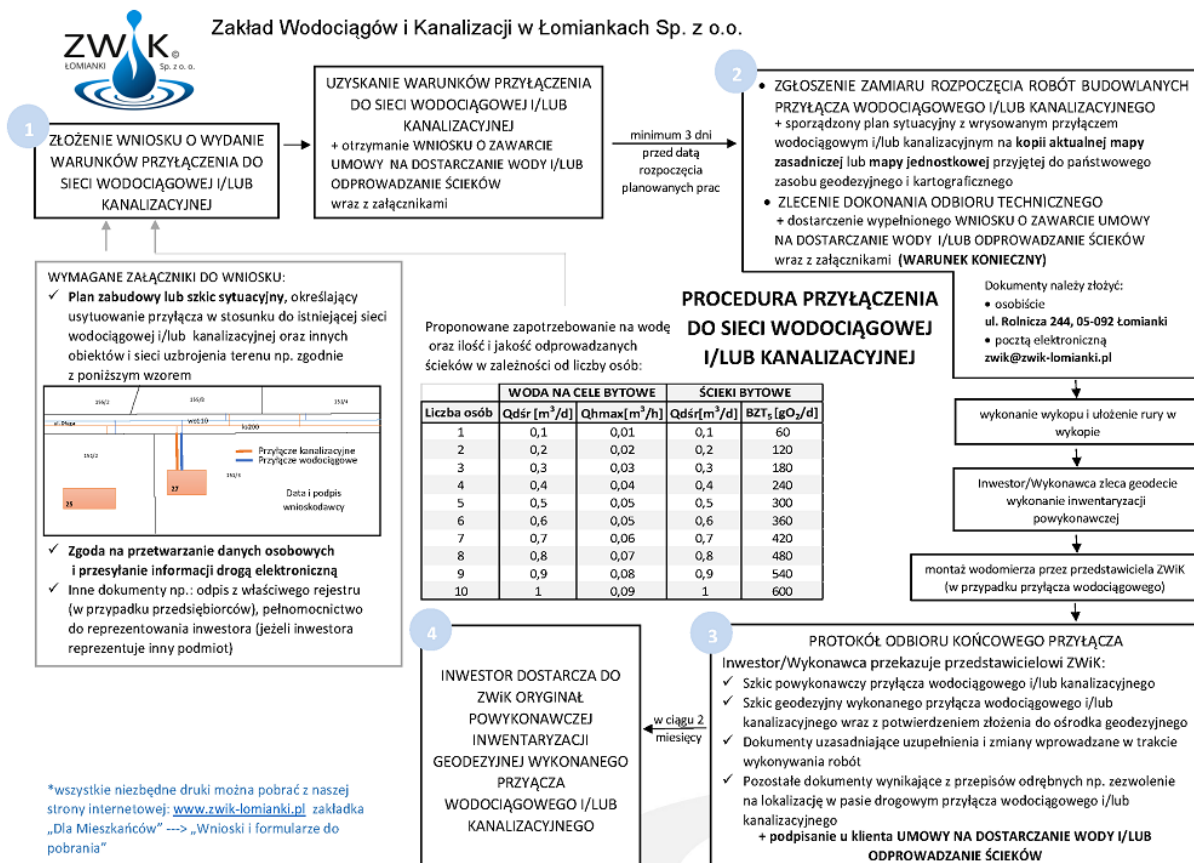 ZWiK©
ŁOMIANKI Sp. z o.o.
Zakład Wodociągów i Kanalizacji w Łomiankach Sp. z o.o.
1
ZŁOŻENIE WNIOSKU O WYDANIE
WARUNKÓW PRZYŁĄCZENIA DO
SIECI WODOCIĄGOWEJ I/LUB
KANALIZACYJNEJ
UZYSKANIE WARUNKÓW PRZYŁĄCZENIA
DO SIECI WODOCIĄGOWEJ I/LUB
KANALIZACYJNEJ
+ otrzymanie WNIOSKU O ZAWARCIE
UMOWY NA DOSTARCZANIE WODY I/LUB
ODPROWADZANIE ŚCIEKÓW
wraz z załącznikami
minimum 3 dni
przed datą
rozpoczęcia
planowanych prac
2
• ZGŁOSZENIE ZAMIARU ROZPOCZĘCIA ROBÓT BUDOWLANYCH
PRZYŁĄCZA WODOCIĄGOWEGO I/LUB KANALIZACYJNEGO
+ sporządzony plan sytuacyjny z wrysowanym przyłączem
wodociągowym i/lub kanalizacyjnym na kopii aktualnej mapy
zasadniczej lub mapy jednostkowej przyjętej do państwowego
zasobu geodezyjnego i kartograficznego
• ZLECENIE DOKONANIA ODBIORU TECHNICZNEGO
+ dostarczenie wypełnionego WNIOSKU O ZAWARCIE UMOWY
NA DOSTARCZANIE WODY I/LUB ODPROWADZANIE ŚCIEKÓW
wraz z załącznikami (WARUNEK KONIECZNY)
Dokumenty należy złożyć:
• osobiście
ul. Rolnicza 244, 05-092 Łomianki
• pocztą elektroniczną
zwik@zwik-lomianki.pl
WYMAGANE ZAŁĄCZNIKI DO WNIOSKU:
✓ Plan zabudowy lub szkic sytuacyjny, określający
usytuowanie przyłącza w stosunku do istniejącej sieci
wodociągowej i/lub kanalizacyjnej oraz innych
obiektów i sieci uzbrojenia terenu np. zgodnie
z poniższym wzorem
ul. Długa
wo110
ks200
151/2
Przyłącze kanalizacyjne
Przyłącze wodociągowe
25
27
Data i podpis
wnioskodawcy
✓ Zgoda na przetwarzanie danych osobowych
i przesyłanie informacji drogą elektroniczną
✓ Inne dokumenty np.: odpis z właściwego rejestru
(w przypadku przedsiębiorców), pełnomocnictwo
do reprezentowania inwestora (jeżeli inwestora
reprezentuje inny podmiot)
PROCEDURA PRZYŁĄCZENIA
DO SIECI WODOCIĄGOWEJ
I/LUB KANALIZACYJNEJ
Proponowane zapotrzebowanie na wodę
oraz ilość i jakość odprowadzanych
ścieków w zależności od liczby osób:
WODA NA CELE BYTOWE ŚCIEKI BYTOWE
Liczba osób Qdśr [m³/d] Qhmax[m³/h] Qdśr[m³/d] BZT₅ [gO₂/d]
1 0,1 0,01 0,1 60
2 0,2 0,02 0,2 120
3 0,3 0,03 0,3 180
4 0,4 0,04 0,4 240
5 0,5 0,05 0,5 300
6 0,6 0,05 0,6 360
7 0,7 0,06 0,7 420
8 0,8 0,07 0,8 480
9 0,9 0,08 0,9 540
10 1 0,09 1 600
wykonanie wykopu i ułożenie rury w
wykopie
Inwestor/Wykonawca zleca geodecie
wykonanie inwentaryzacji
powykonawczej
montaż wodomierza przez przedstawiciela ZWiK
(w przypadku przyłącza wodociągowego)
3
PROTOKÓŁ ODBIORU KOŃCOWEGO PRZYŁĄCZA
Inwestor/Wykonawca przekazuje przedstawicielowi ZWiK:
✓ Szkic powykonawczy przyłącza wodociągowego i/lub kanalizacyjnego
✓ Szkic geodezyjny wykonanego przyłącza wodociągowego i/lub
kanalizacyjnego wraz z potwierdzeniem złożenia do ośrodka geodezyjnego
✓ Dokumenty uzasadniające uzupełnienia i zmiany wprowadzane w trakcie
wykonywania robót
✓ Pozostałe dokumenty wynikające z przepisów odrębnych np. zezwolenie
na lokalizację w pasie drogowym przyłącza wodociągowego i/lub
kanalizacyjnego
+ podpisanie u klienta UMOWY NA DOSTARCZANIE WODY I/LUB
ODPROWADZANIE ŚCIEKÓW
w ciągu 2
miesięcy
4
INWESTOR DOSTARCZA DO
ZWiK ORYGINAŁ
POWYKONAWCZEJ
INWENTARYZACJI
GEODEZYJNEJ WYKONANEGO
PRZYĄCZA
WODOCIĄGOWEGO I/LUB
KANALIZACYJNEGO
*wszystkie niezbędne druki można pobrać z naszej
strony internetowej: www.zwik-lomianki.pl zakładka
„Dla Mieszkańców" ---> „Wnioski i formularze do
pobrania"